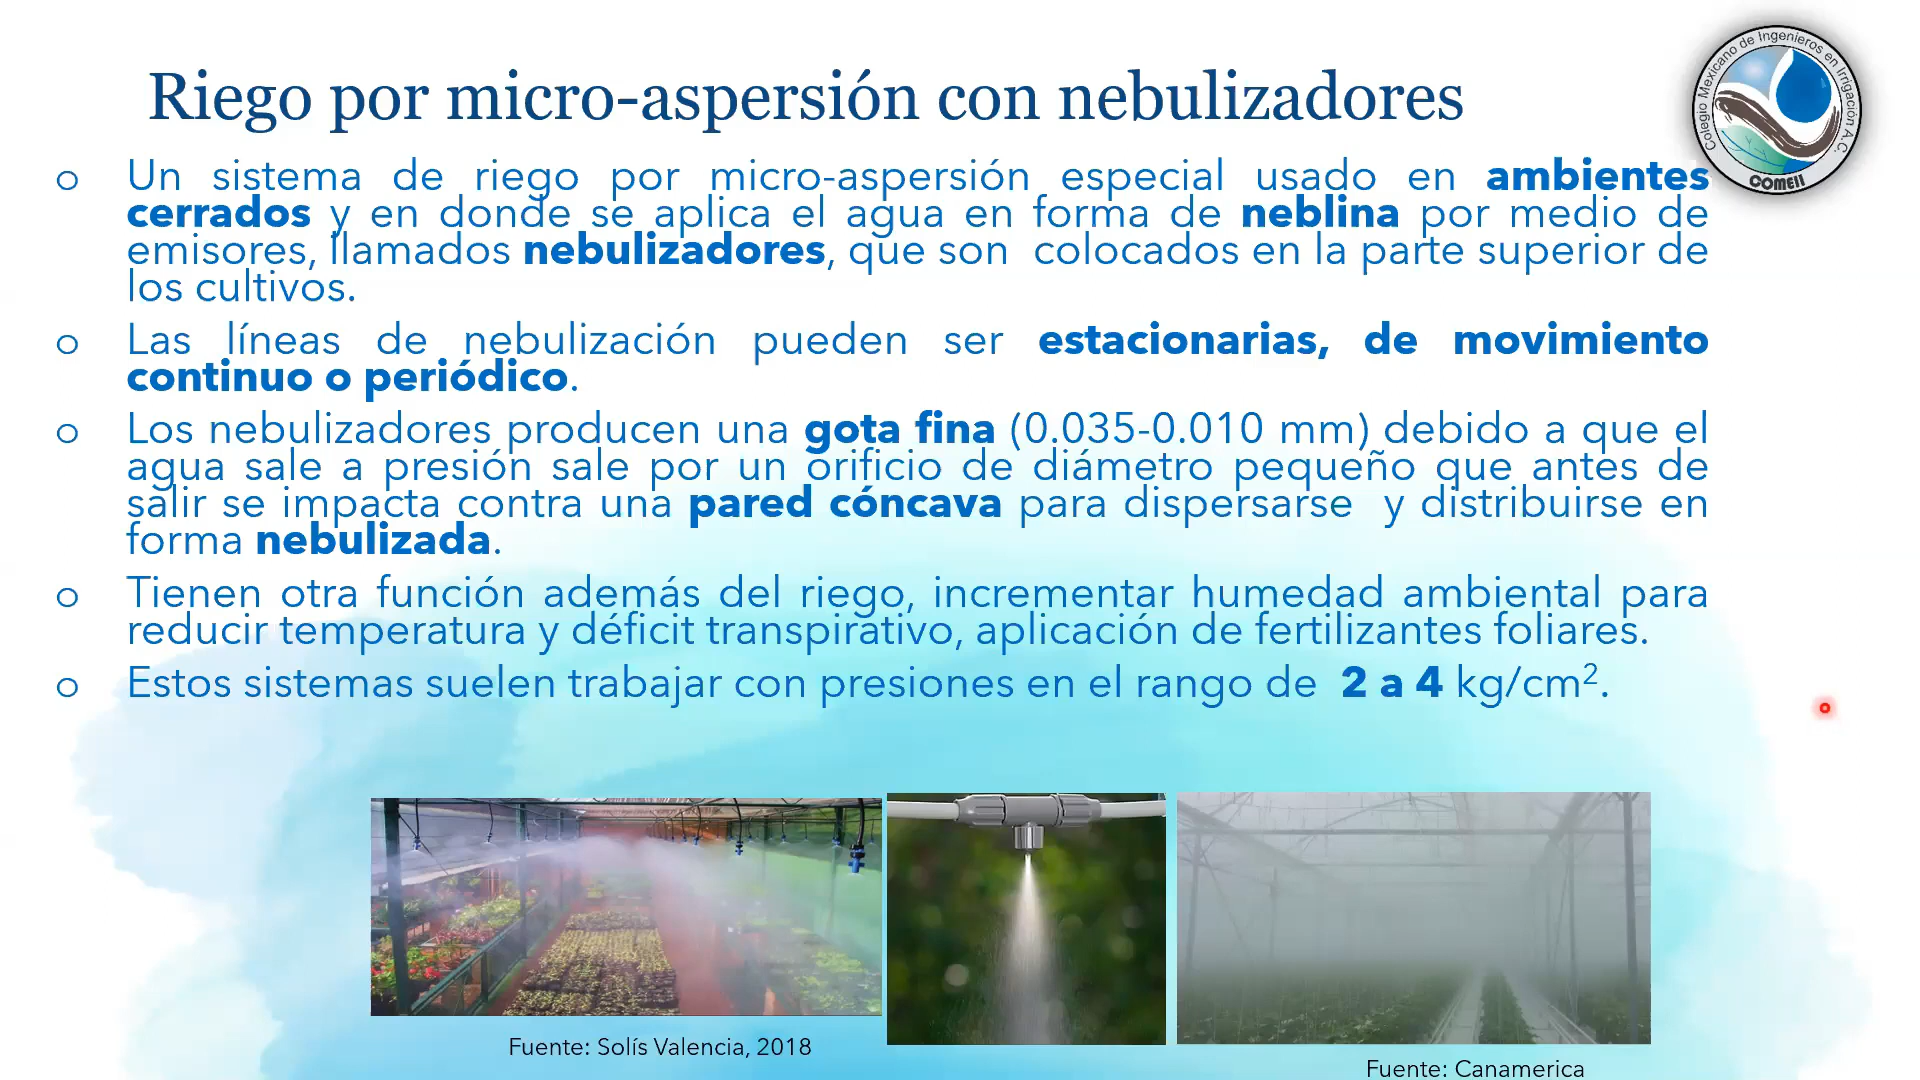 Riego por micro-aspersión con nebulizadores
Colegio Mexicano de Ingenieros en Irrigación A.C.
COMEII
o Un sistema de riego por micro-aspersión especial usado en ambientes
cerrados y en donde se aplica el agua en forma de neblina por medio de
emisores, llamados nebulizadores, que son colocados en la parte superior de
los cultivos.
o Las líneas de nebulización pueden ser estacionarias, de movimiento
continuo o periódico.
o Los nebulizadores producen una gota fina (0.035-0.010 mm) debido a que el
agua sale a presión sale por un orificio de diámetro pequeño que antes de
salir se impacta contra una pared cóncava para dispersarse y distribuirse en
forma nebulizada.
o Tienen otra función además del riego, incrementar humedad ambiental para
reducir temperatura y déficit transpirativo, aplicación de fertilizantes foliares.
o Estos sistemas suelen trabajar con presiones en el rango de 2 a 4 kg/cm².
Fuente: Solís Valencia, 2018
Fuente: Canamerica